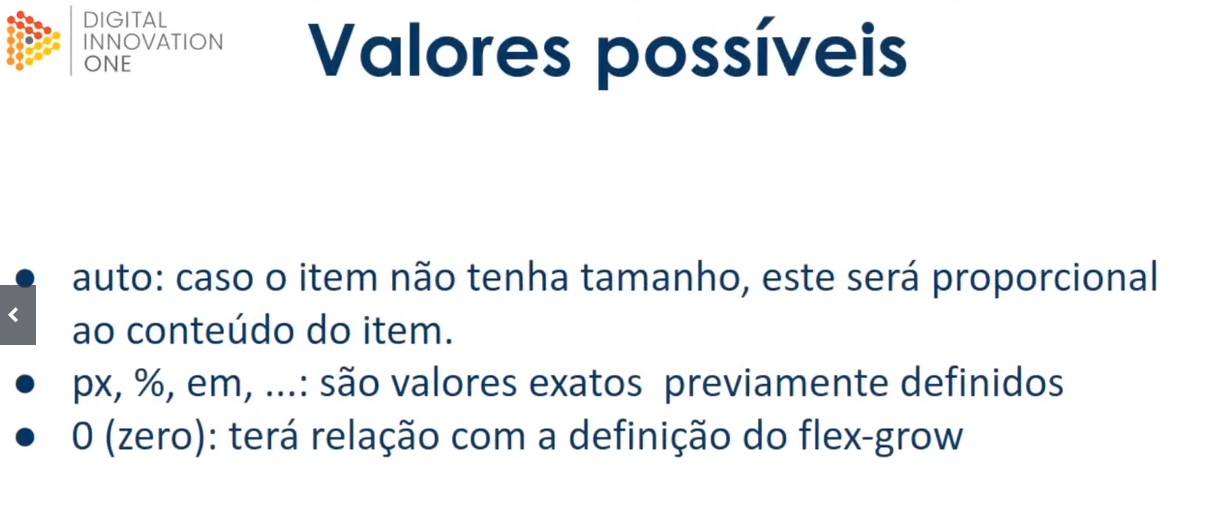 DIGITAL
INNOVATION
ONE
Valores possíveis
● auto: caso o item não tenha tamanho, este será proporcional
ao conteúdo do item.
● px, %, em, ...: são valores exatos previamente definidos
● 0 (zero): terá relação com a definição do flex-grow